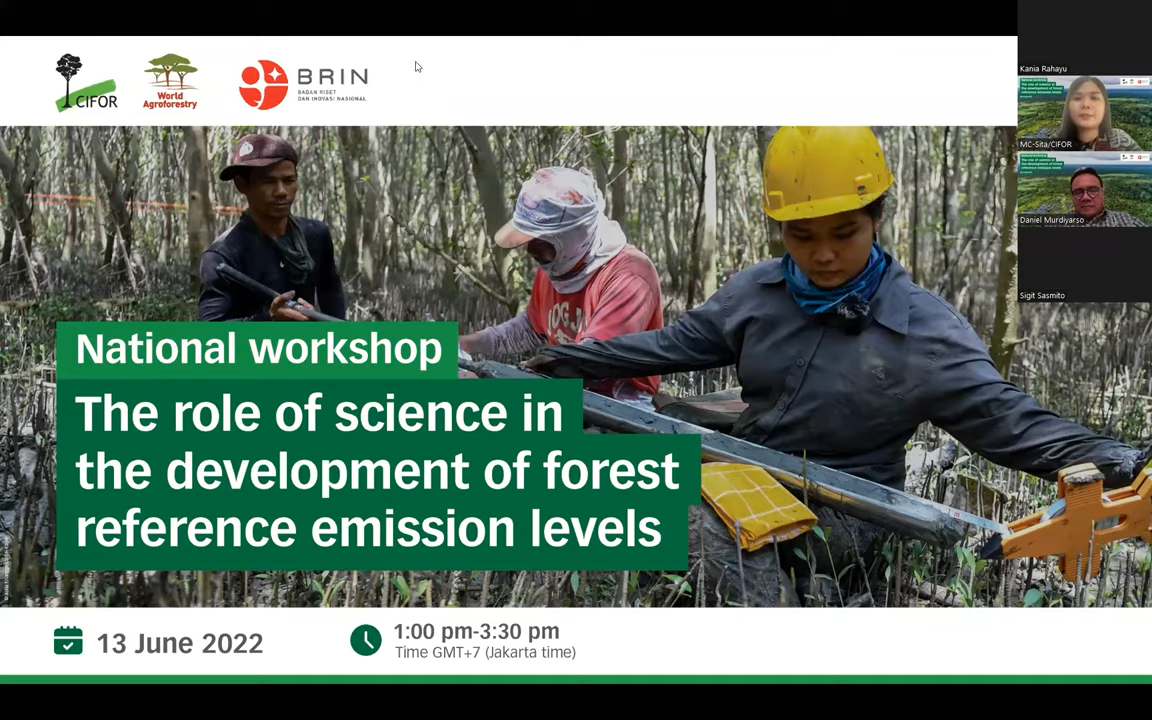 CIFOR
World
Agroforestry
BRIN
BADAN RISET
DAN INOVASI NASIONAL
National workshop
The role of science in
the development of forest
reference emission levels
13 June 2022
1:00 pm-3:30 pm
Time GMT+7 (Jakarta time)
Kania Rahayu
MC-Sita/CIFOR
Daniel Murdiyarso
Sigit Sasmito